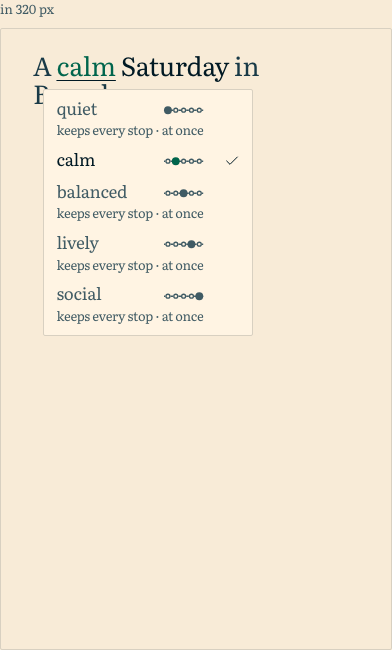 in 320 px
A calm Saturday in
quiet
keeps every stop · at once
calm
balanced
keeps every stop · at once
lively
keeps every stop · at once
social
keeps every stop · at once